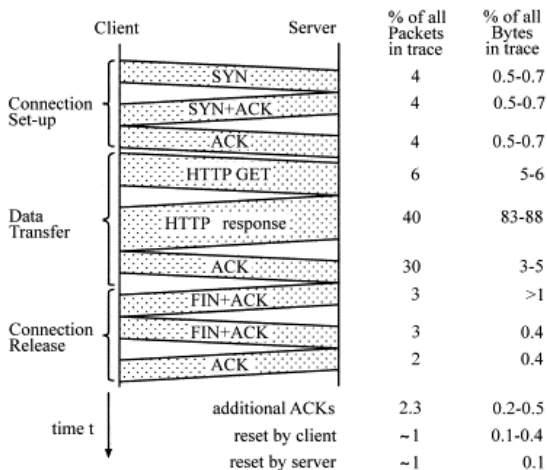 % of all % of all
Client Server Packets Bytes
in trace in trace
SYN 4 0.5-0.7
Connection SYN+ACK 4 0.5-0.7
Set-up
ACK 4 0.5-0.7
HTTP GET 6 5-6
Data HTTP response 40 83-88
Transfer
ACK 30 3-5
FIN+ACK 3 >1
Connection FIN+ACK 3 0.4
Release
ACK 2 0.4
additional ACKs 2.3 0.2-0.5
time t reset by client ~1 0.1-0.4
reset by server ~1 0.1